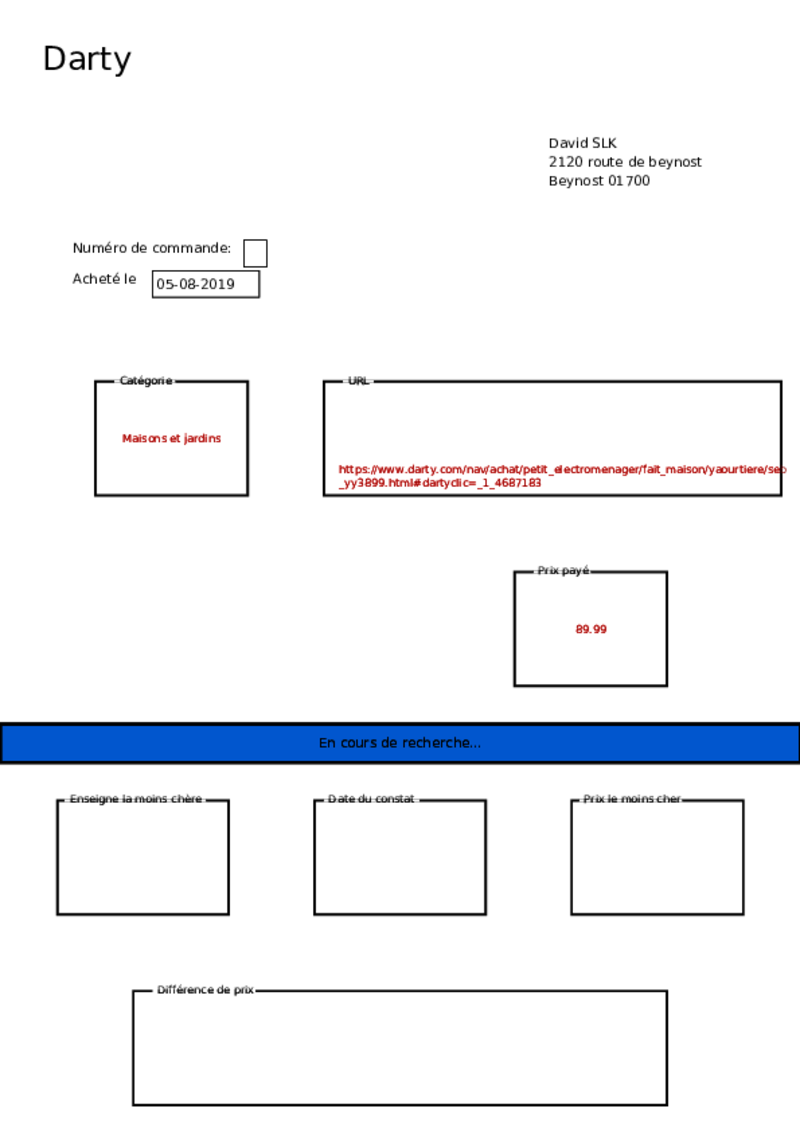 Darty
David SLK
2120 route de beynost
Beynost 01700
Numéro de commande:
Acheté le 05-08-2019
Catégorie
URL
Maisons et jardins
https://www.darty.com/nav/achat/petit_electromenager/fait_maison/yaourtiere/seb
_yy3899.html#dartyclic=_1_4687183
Prix payé
89.99
En cours de recherche...
Enseigne la moins chère
Date du constat
Prix le moins cher
Différence de prix